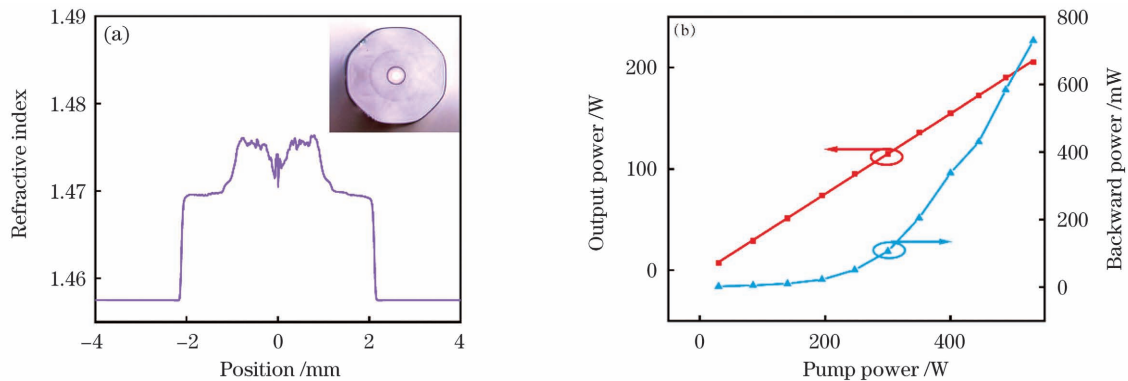 (a)
1.49
1.48
1.47
1.46
Refractive index
−4
−2
0
2
4
Position /mm
(b)
200
100
0
Output power /W
800
600
400
200
0
Backward power /mW
0
200
400
Pump power /W